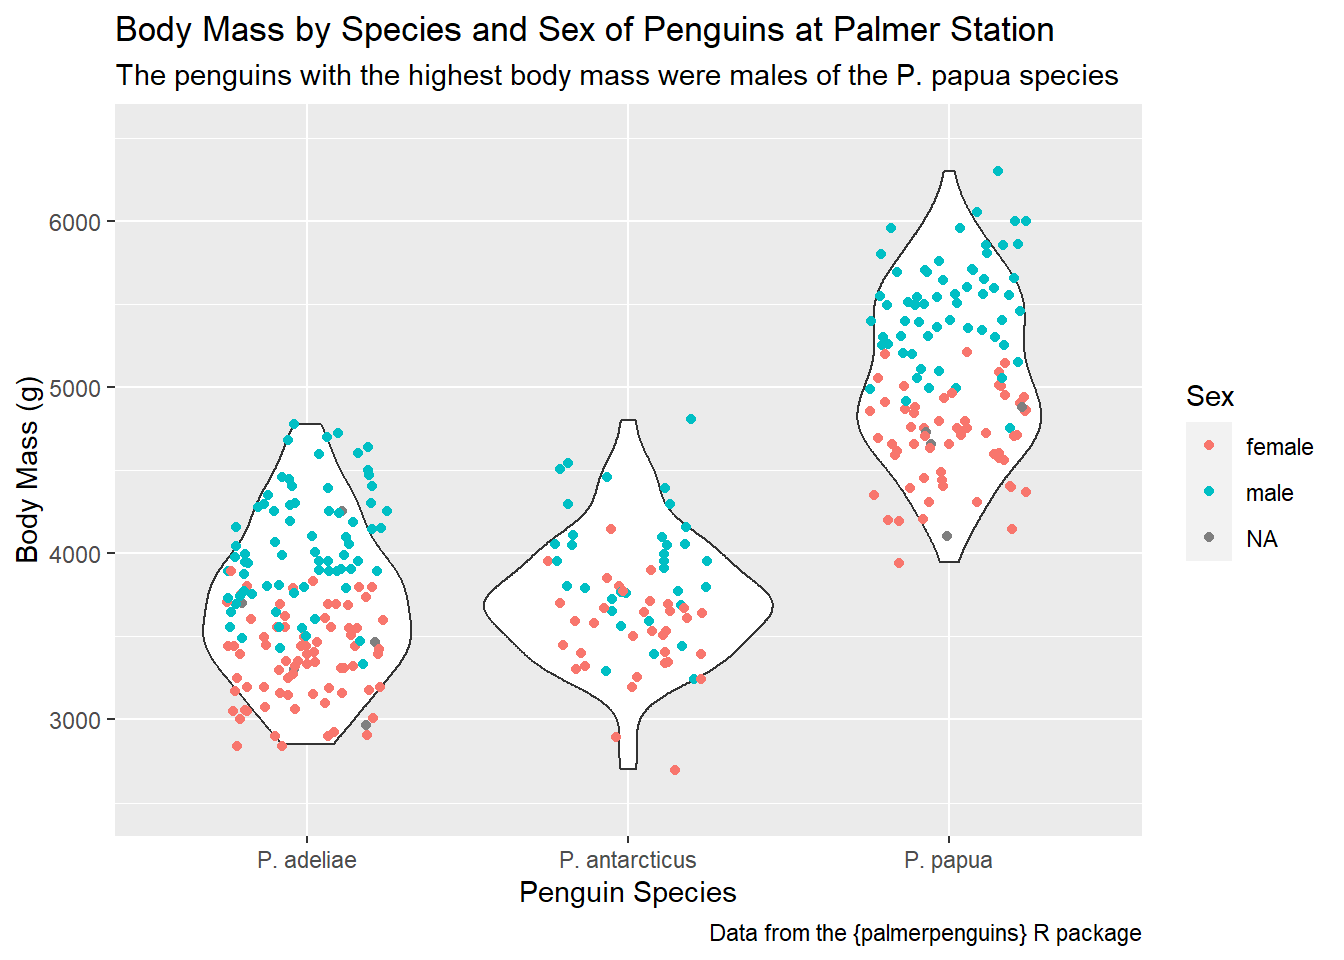 Body Mass by Species and Sex of Penguins at Palmer Station
The penguins with the highest body mass were males of the P. papua species
Body Mass (g)
6000
5000
4000
3000
P. adeliae
P. antarcticus
P. papua
Penguin Species
Sex
female
male
NA
Data from the {palmerpenguins} R package